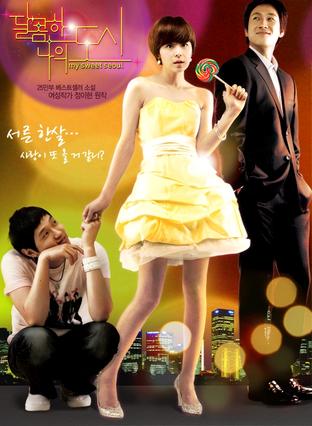 달콤한
나의 도시
my sweet seoul
25만부 베스트셀러 소설
여성작가 정이현 원작
서른 한살...
사랑이 또 올 거 같니?